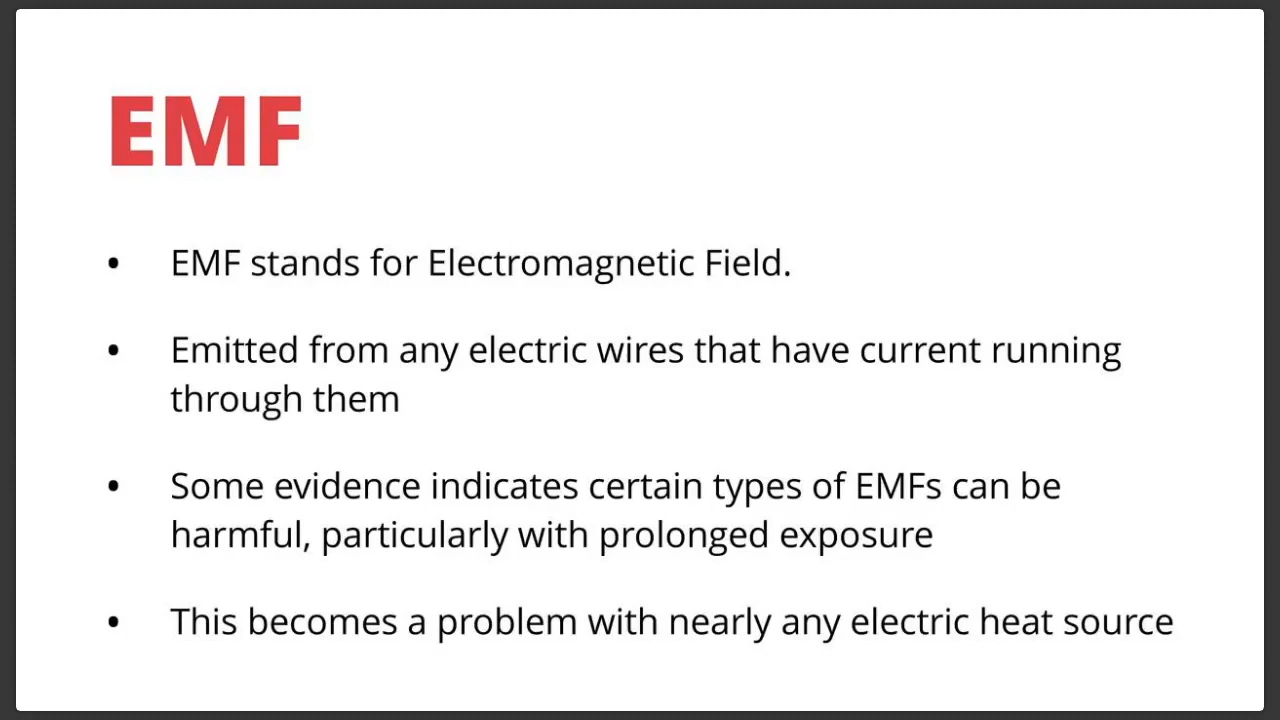 EMF
• EMF stands for Electromagnetic Field.
• Emitted from any electric wires that have current running
through them
• Some evidence indicates certain types of EMFs can be
harmful, particularly with prolonged exposure
• This becomes a problem with nearly any electric heat source